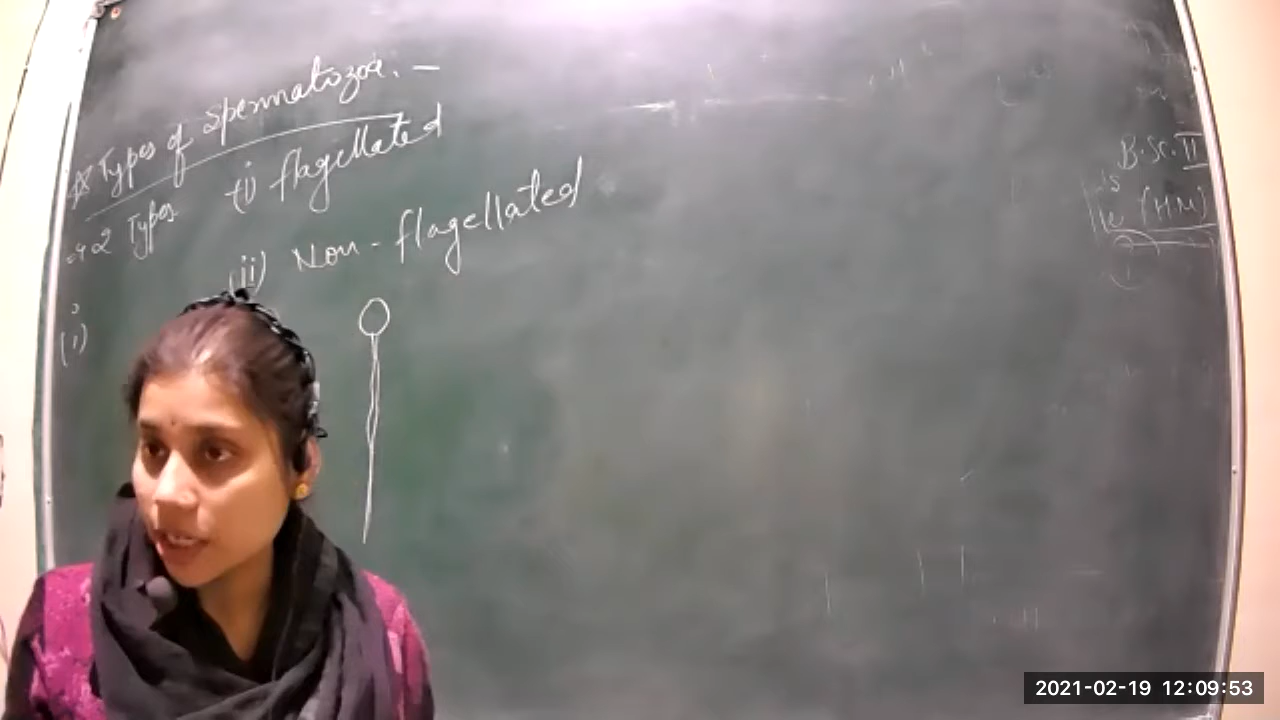 * Types of Spermatozoa. -
⇒ 2 Types (i) flagellated
(ii) Non-flagellated
(i)
B.Sc. II
(HM)
2021-02-19 12:09:53